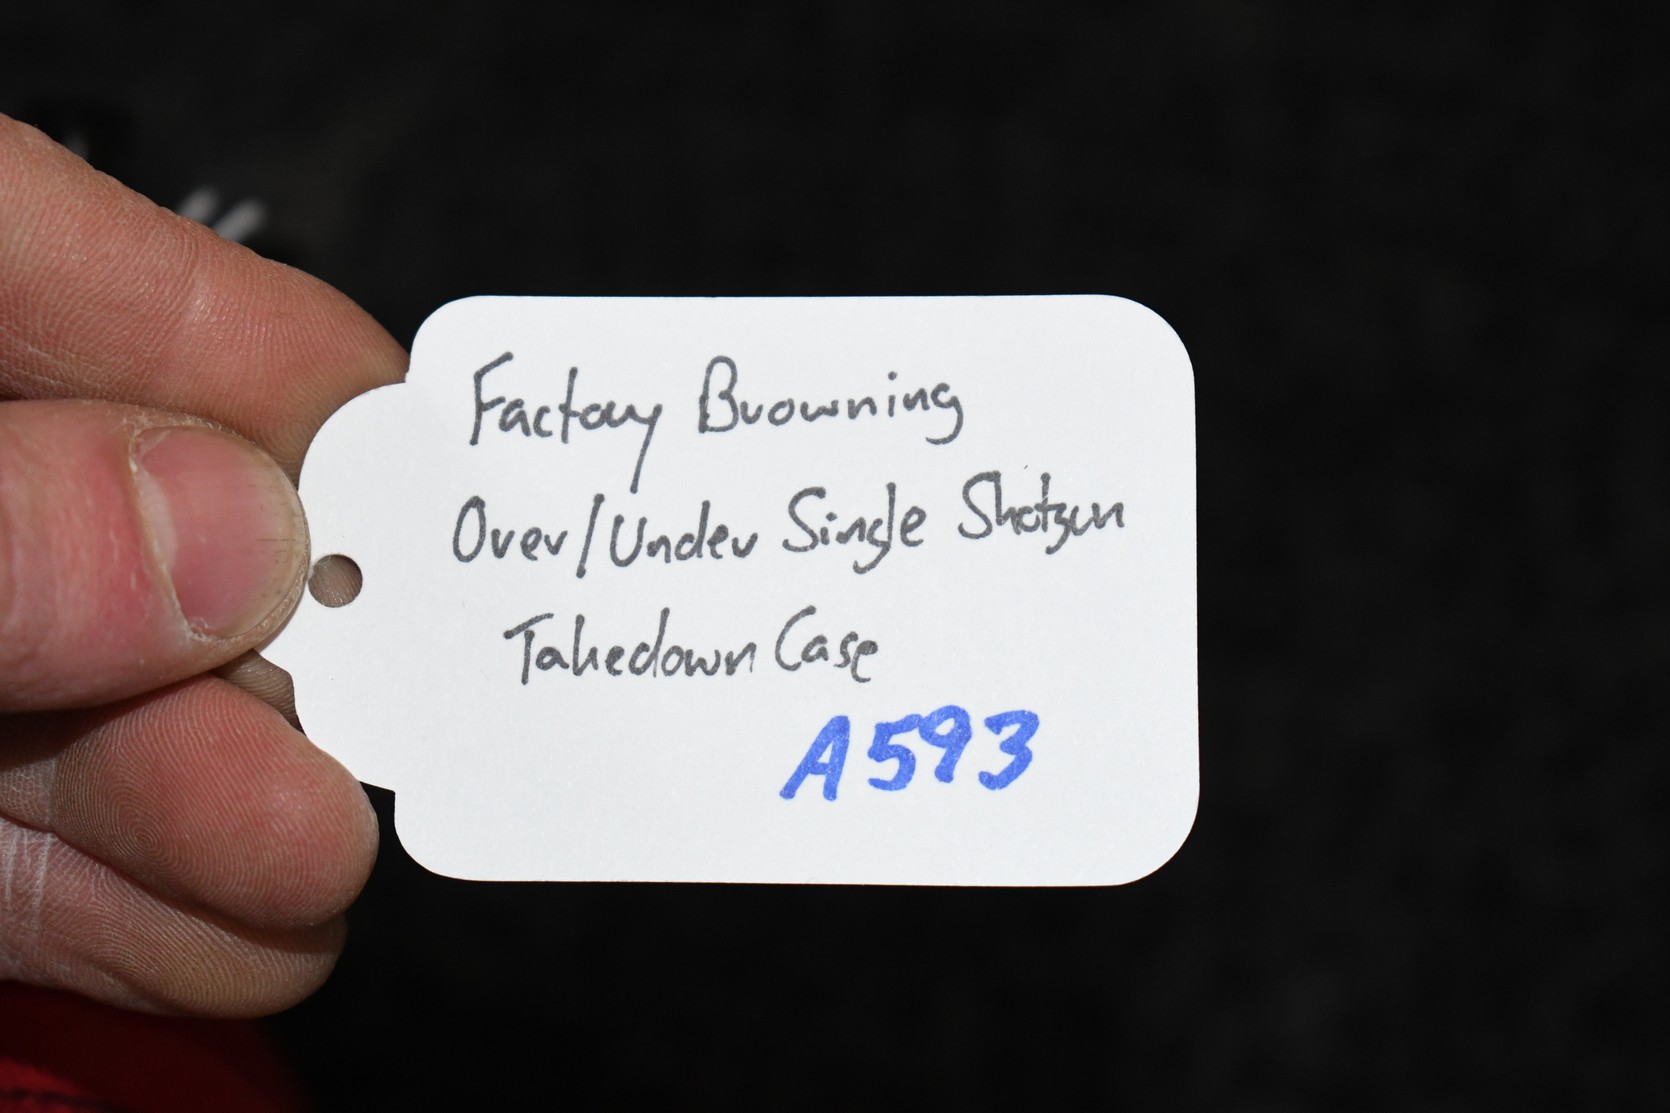 Factory Browning
Over/Under Single Shotgun
Takedown Case
A593